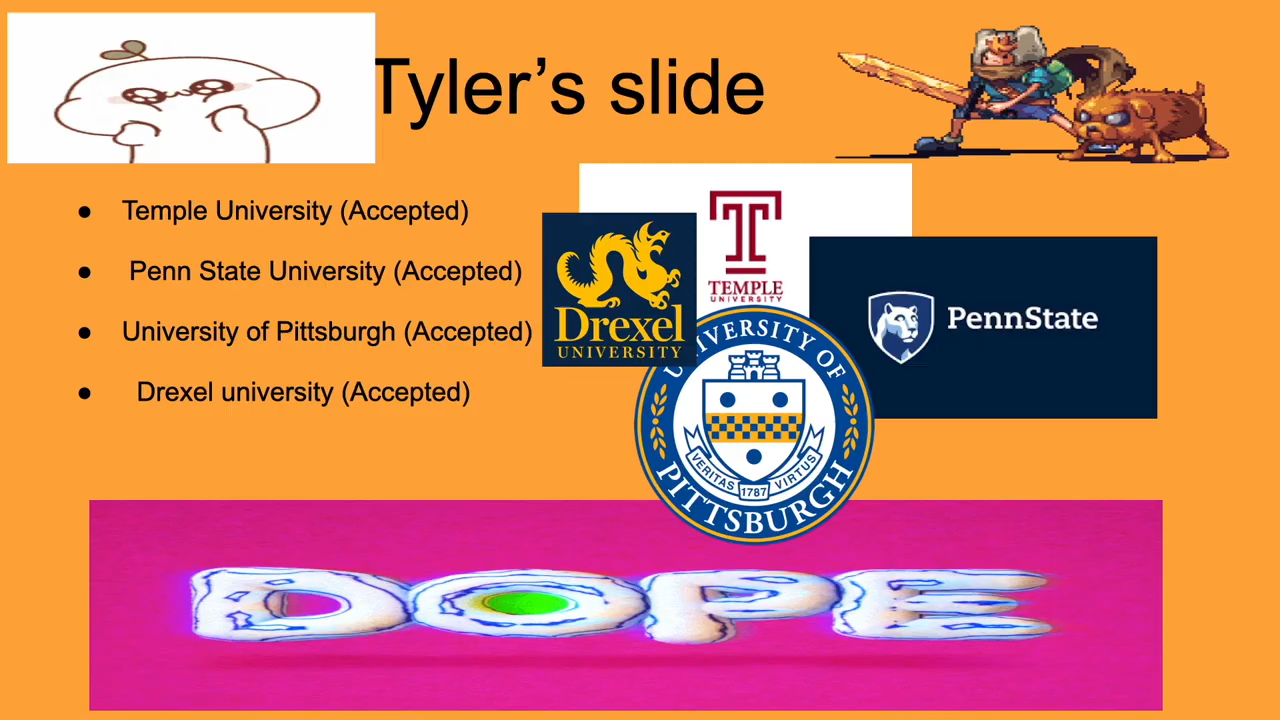 Tyler's slide
● Temple University (Accepted)
● Penn State University (Accepted)
● University of Pittsburgh (Accepted)
● Drexel university (Accepted)
TEMPLE
UNIVERSITY
Drexel
UNIVERSITY
PennState
UNIVERSITY OF
PITTSBURGH
VERITAS 1787 VIRTUS
DOPE